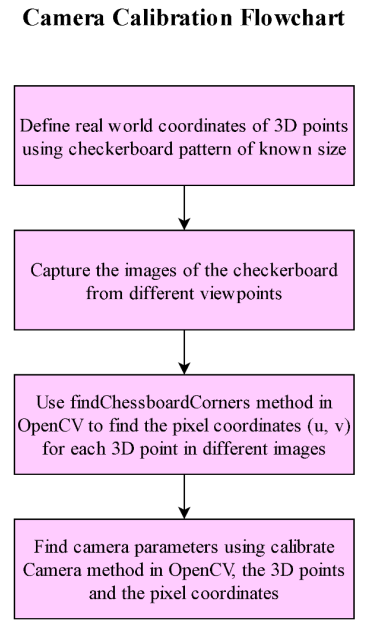 Camera Calibration Flowchart
Define real world coordinates of 3D points
using checkerboard pattern of known size
Capture the images of the checkerboard
from different viewpoints
Use findChessboardCorners method in
OpenCV to find the pixel coordinates (u, v)
for each 3D point in different images
Find camera parameters using calibrate
Camera method in OpenCV, the 3D points
and the pixel coordinates